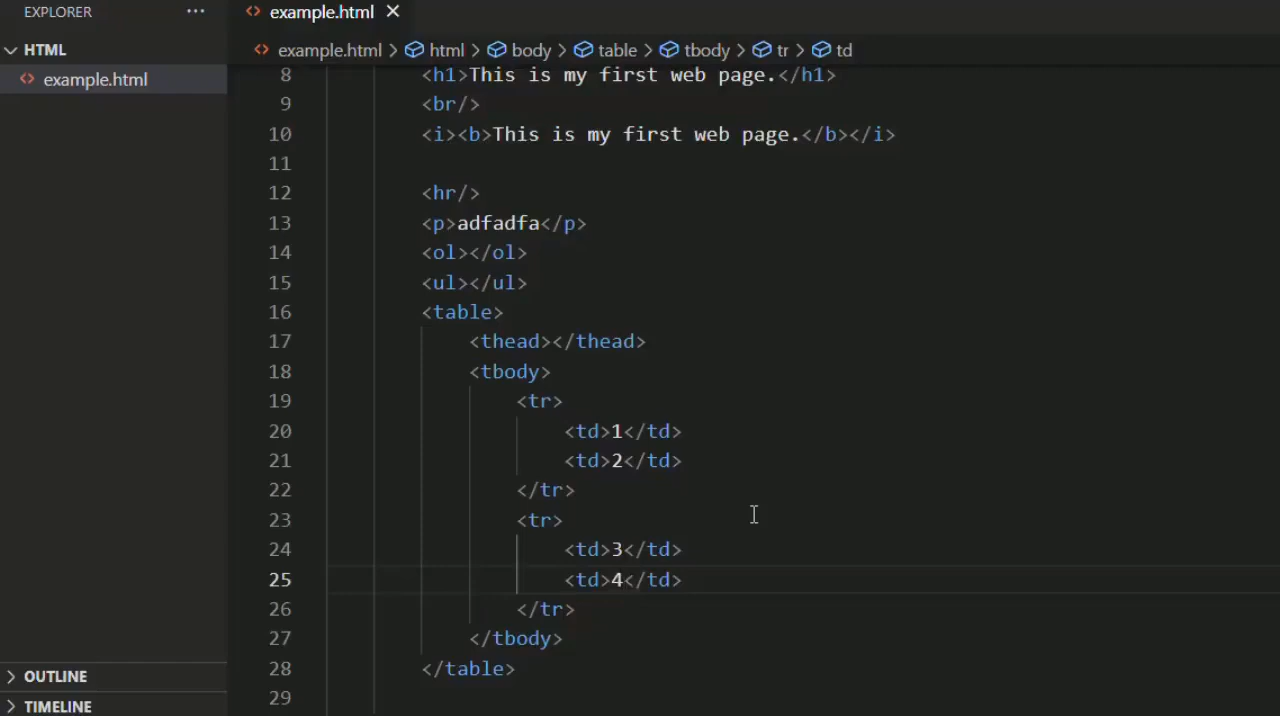 EXPLORER ...
HTML
example.html
OUTLINE
TIMELINE
example.html
example.html > html > body > table > tbody > tr > td
8 <h1>This is my first web page.</h1>
9 <br/>
10 <i><b>This is my first web page.</b></i>
11
12 <hr/>
13 <p>adfadfa</p>
14 <ol></ol>
15 <ul></ul>
16 <table>
17 <thead></thead>
18 <tbody>
19 <tr>
20 <td>1</td>
21 <td>2</td>
22 </tr>
23 <tr>
24 <td>3</td>
25 <td>4</td>
26 </tr>
27 </tbody>
28 </table>
29